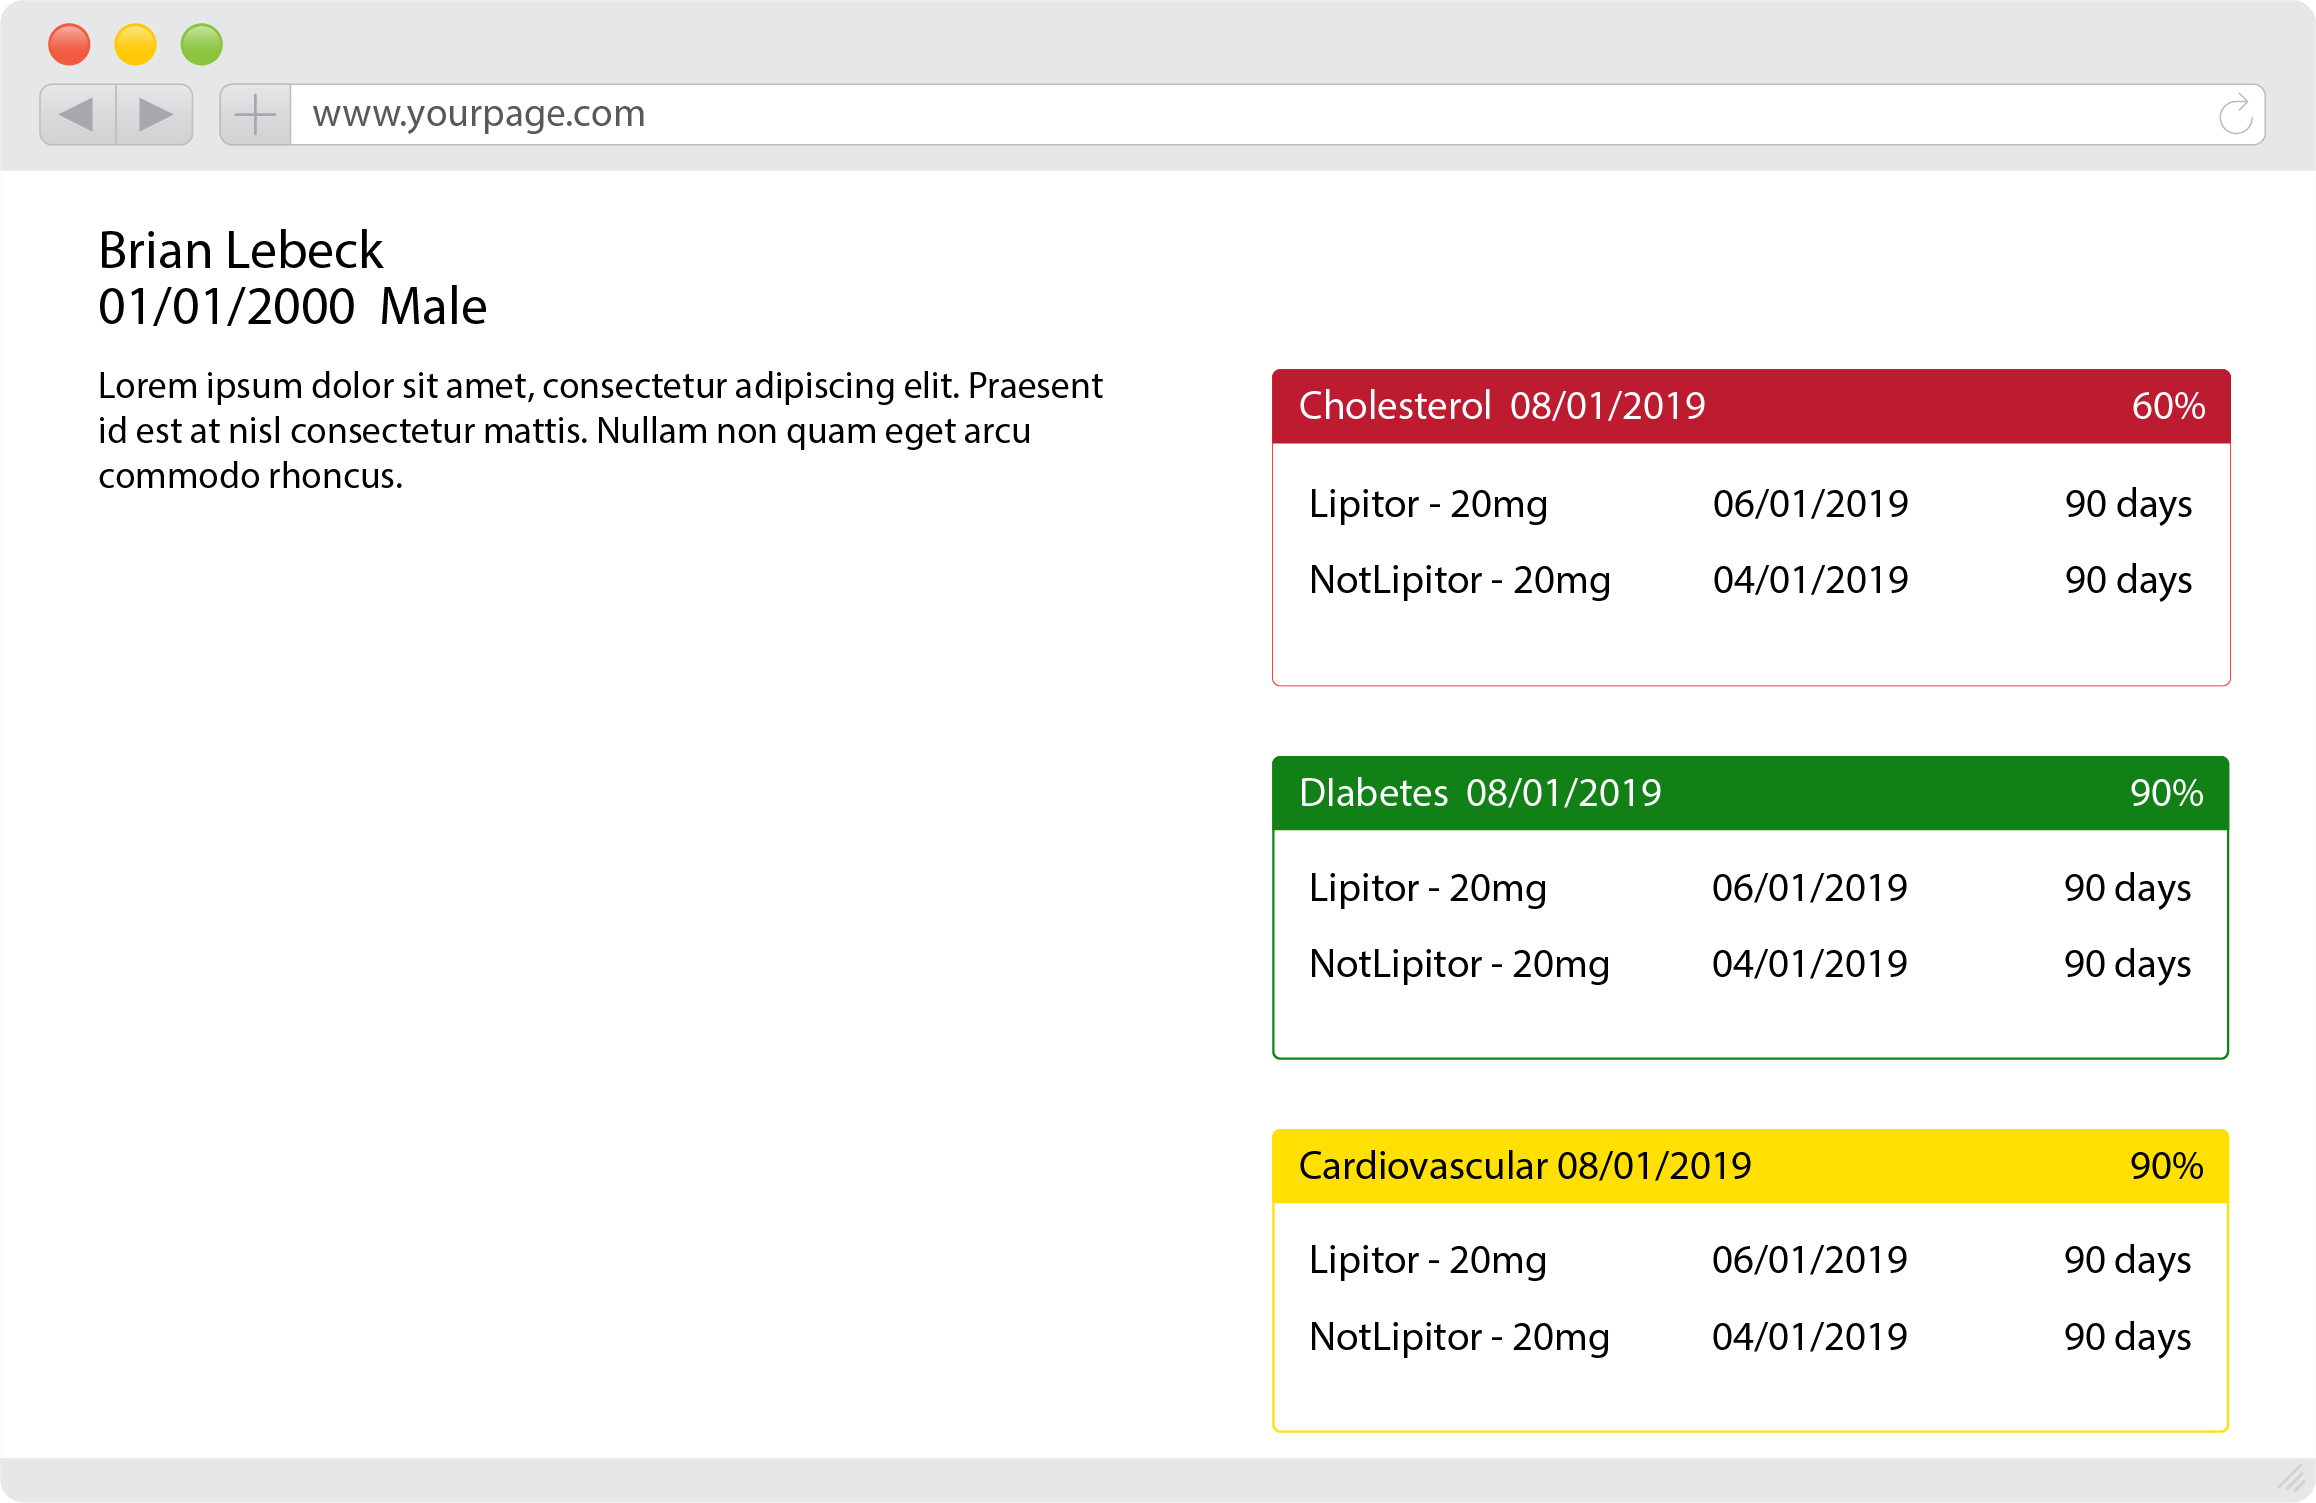 www.yourpage.com
Brian Lebeck
01/01/2000 Male
Lorem ipsum dolor sit amet, consectetur adipiscing elit. Praesent
id est at nisl consectetur mattis. Nullam non quam eget arcu
commodo rhoncus.
Cholesterol 08/01/2019 60%
Lipitor - 20mg 06/01/2019 90 days
NotLipitor - 20mg 04/01/2019 90 days
DIabetes 08/01/2019 90%
Lipitor - 20mg 06/01/2019 90 days
NotLipitor - 20mg 04/01/2019 90 days
Cardiovascular 08/01/2019 90%
Lipitor - 20mg 06/01/2019 90 days
NotLipitor - 20mg 04/01/2019 90 days